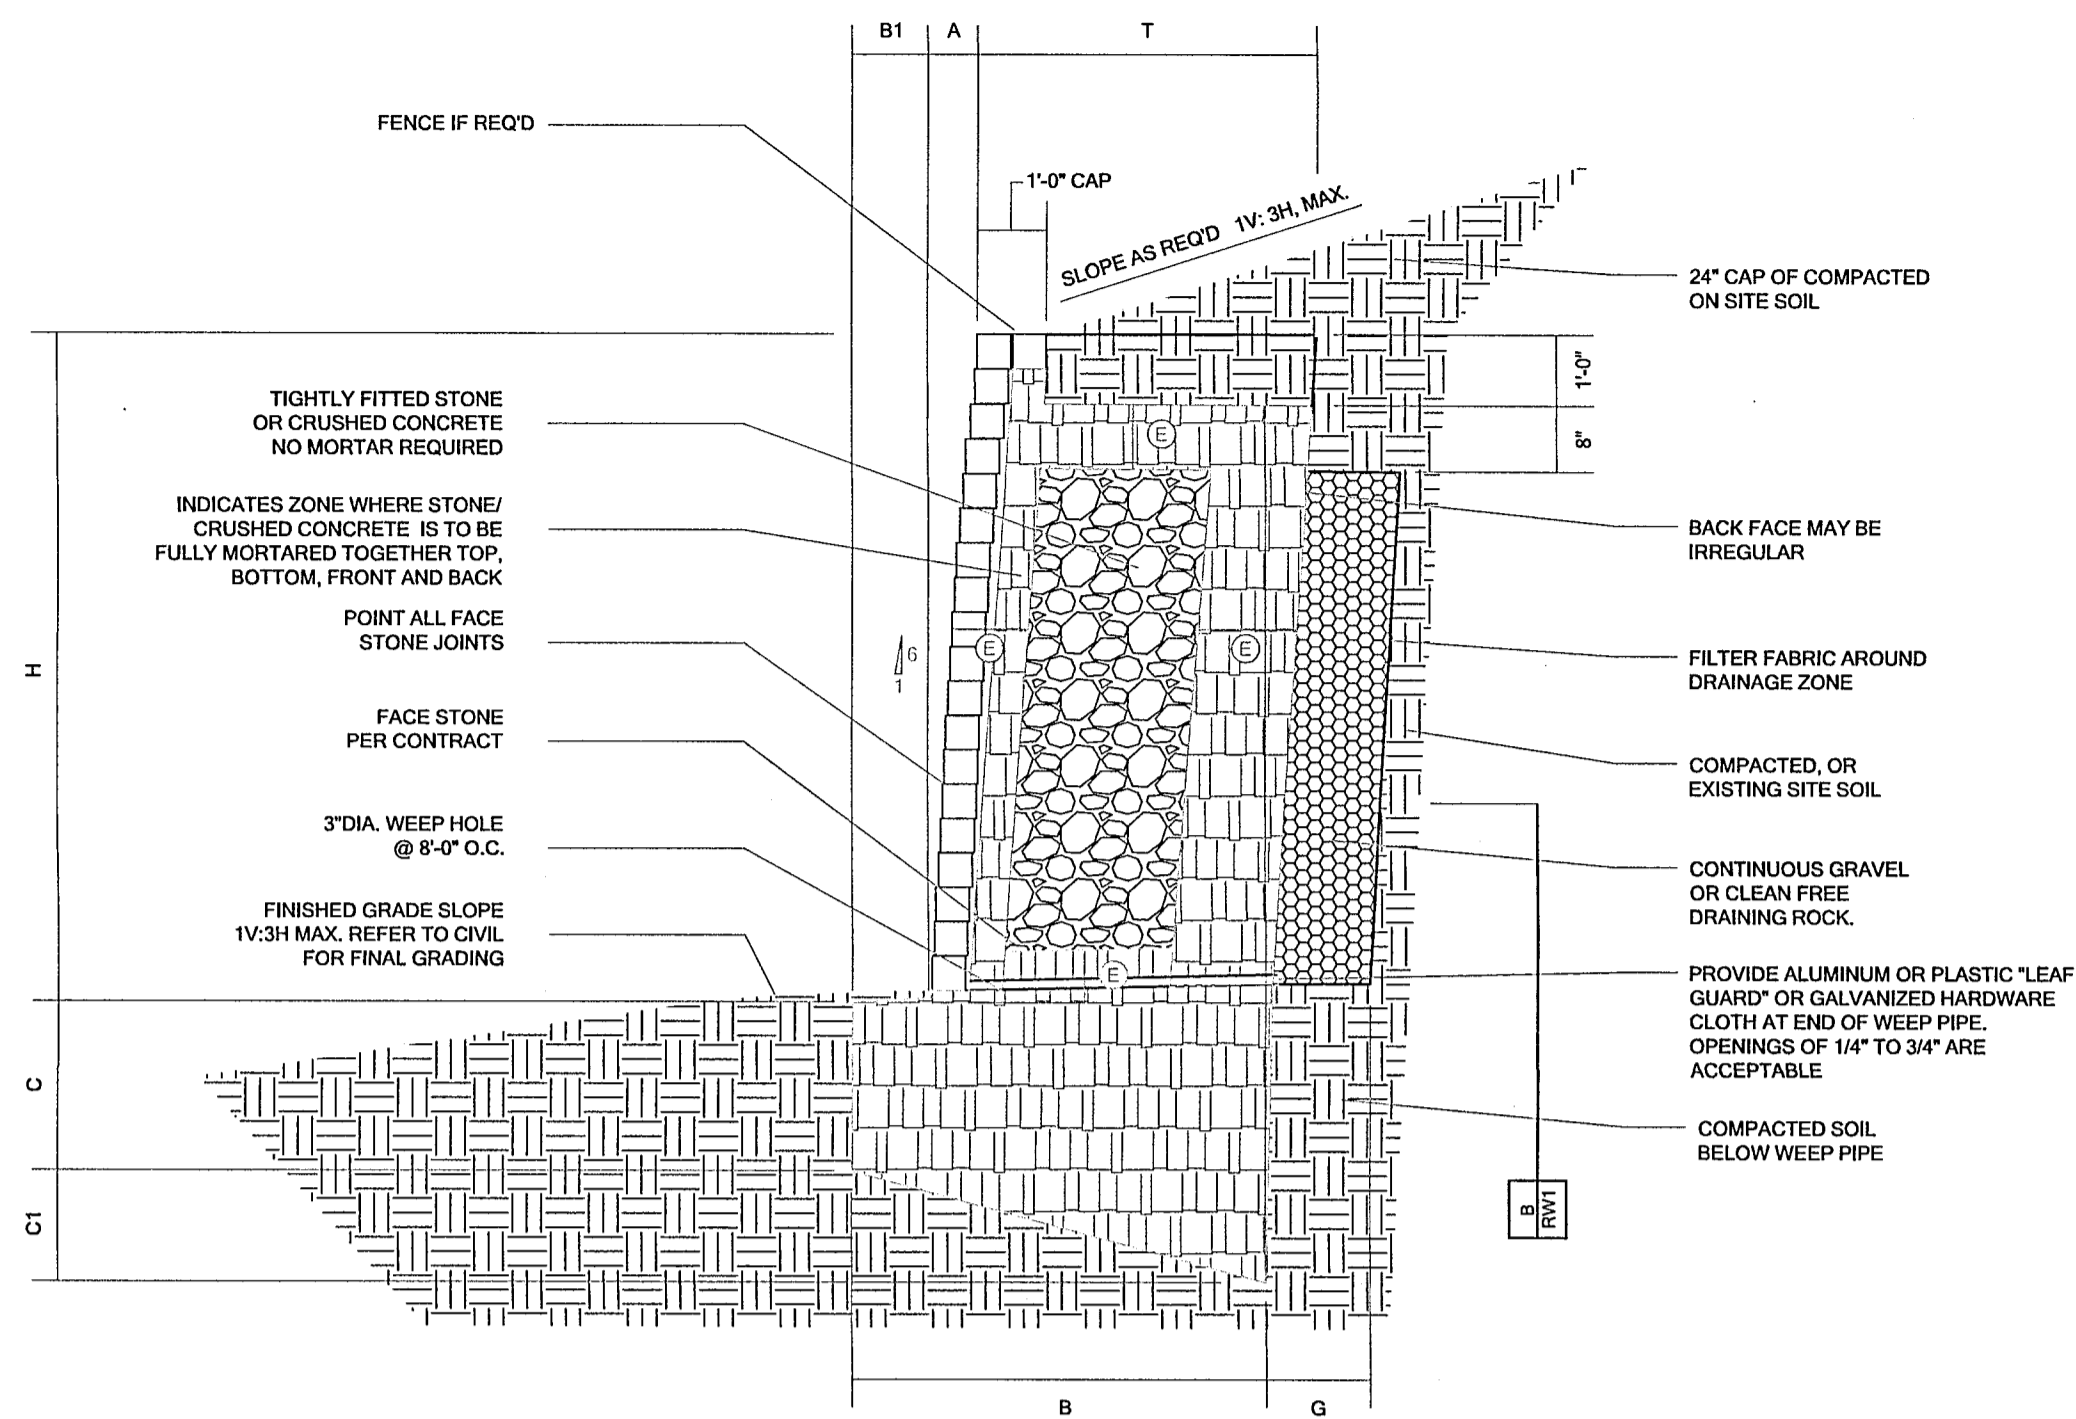 B1
A
T
FENCE IF REQ'D
1'-0" CAP
SLOPE AS REQ'D 1V: 3H, MAX.
24" CAP OF COMPACTED
ON SITE SOIL
1'-0"
8"
TIGHTLY FITTED STONE
OR CRUSHED CONCRETE
NO MORTAR REQUIRED
INDICATES ZONE WHERE STONE/
CRUSHED CONCRETE IS TO BE
FULLY MORTARED TOGETHER TOP,
BOTTOM, FRONT AND BACK
POINT ALL FACE
STONE JOINTS
FACE STONE
PER CONTRACT
3"DIA. WEEP HOLE
@ 8'-0" O.C.
FINISHED GRADE SLOPE
1V:3H MAX. REFER TO CIVIL
FOR FINAL GRADING
E
E
E
E
6
1
BACK FACE MAY BE
IRREGULAR
FILTER FABRIC AROUND
DRAINAGE ZONE
COMPACTED, OR
EXISTING SITE SOIL
CONTINUOUS GRAVEL
OR CLEAN FREE
DRAINING ROCK.
PROVIDE ALUMINUM OR PLASTIC "LEAF
GUARD" OR GALVANIZED HARDWARE
CLOTH AT END OF WEEP PIPE.
OPENINGS OF 1/4" TO 3/4" ARE
ACCEPTABLE
COMPACTED SOIL
BELOW WEEP PIPE
B
RW1
H
C
C1
B
G